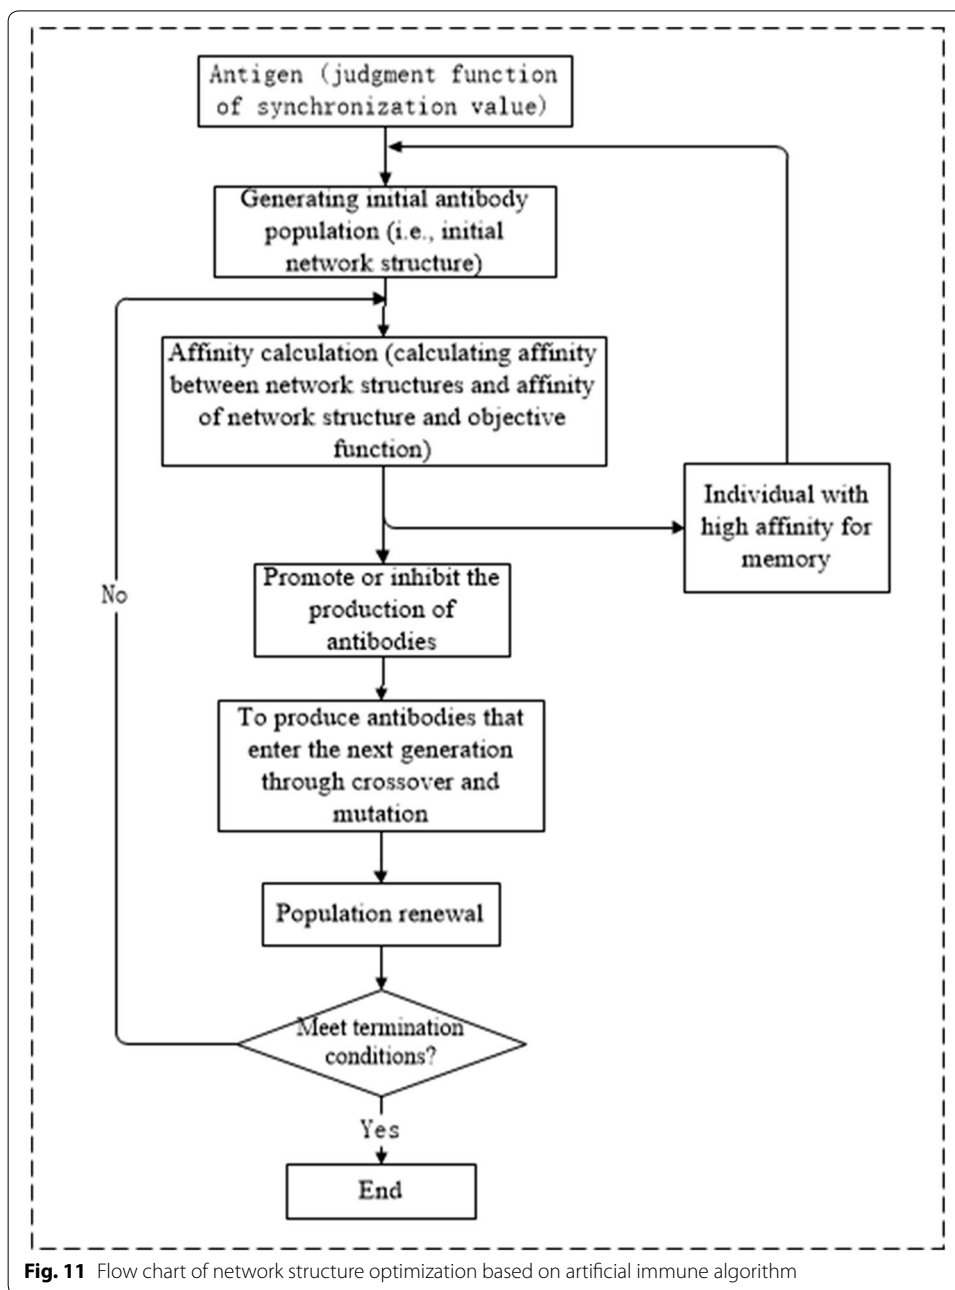 Antigen (judgment function
of synchronization value)
Generating initial antibody
population (i.e., initial
network structure)
Affinity calculation (calculating affinity
between network structures and affinity
of network structure and objective
function)
Individual with
high affinity for
memory
No
Promote or inhibit the
production of
antibodies
To produce antibodies that
enter the next generation
through crossover and
mutation
Population renewal
Meet termination
conditions?
Yes
End
Fig. 11 Flow chart of network structure optimization based on artificial immune algorithm